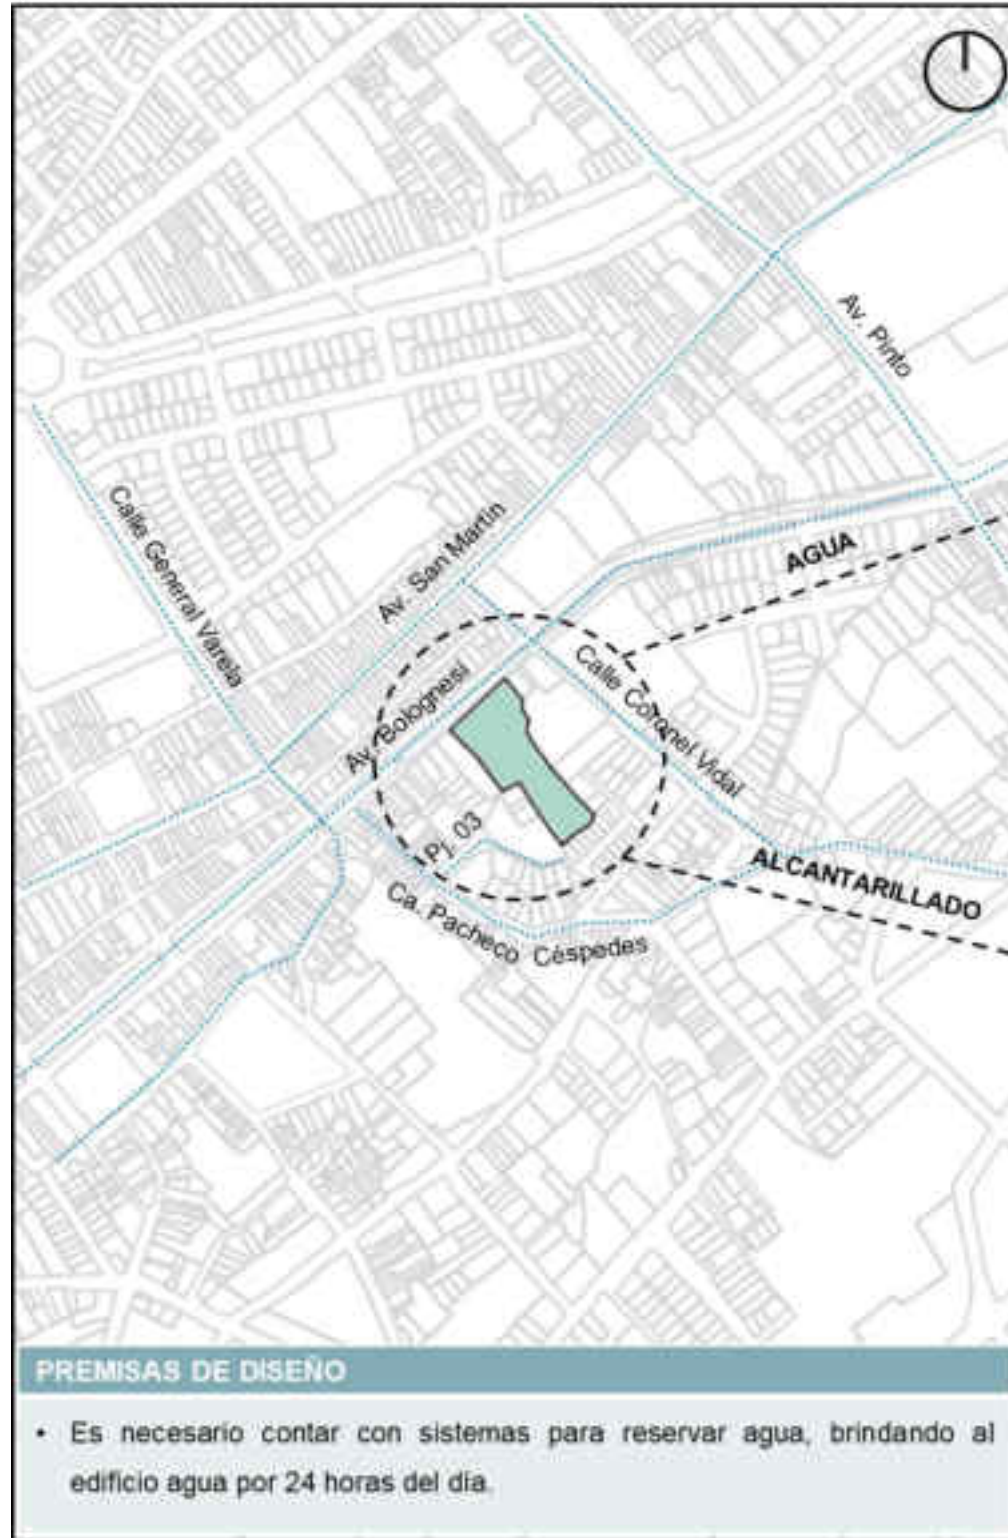 Av. Pinto
Calle General Varela
Av. San Martin
AGUA
Av. Bolognesi
Calle Coronel Vidal
Pj. 03
ALCANTARILLADO
Ca. Pacheco Céspedes
PREMISAS DE DISEÑO
• Es necesario contar con sistemas para reservar agua, brindando al
edificio agua por 24 horas del día.